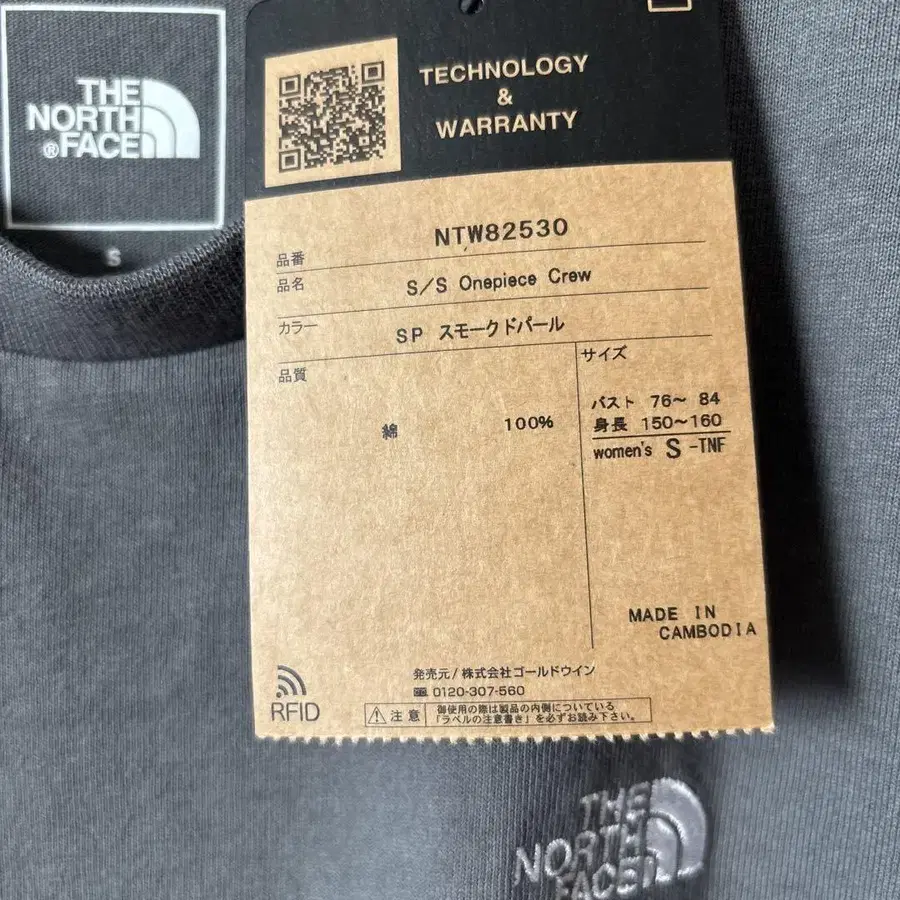 THE
NORTH
®FACE
S
TECHNOLOGY
&
WARRANTY
品番 NTW82530
品名 S/S Onepiece Crew
カラー SP スモークドパール
品質
綿 100%
サイズ
バスト 76~ 84
身長 150~160
women's S -TNF
MADE IN
CAMBODIA
発売元/株式会社ゴールドウイン
0120-307-560
RFID
注意
御使用の際は製品の内側についている
「ラベルの注意書き」を必ずお読み下さい。
THE
NORTH
FACE